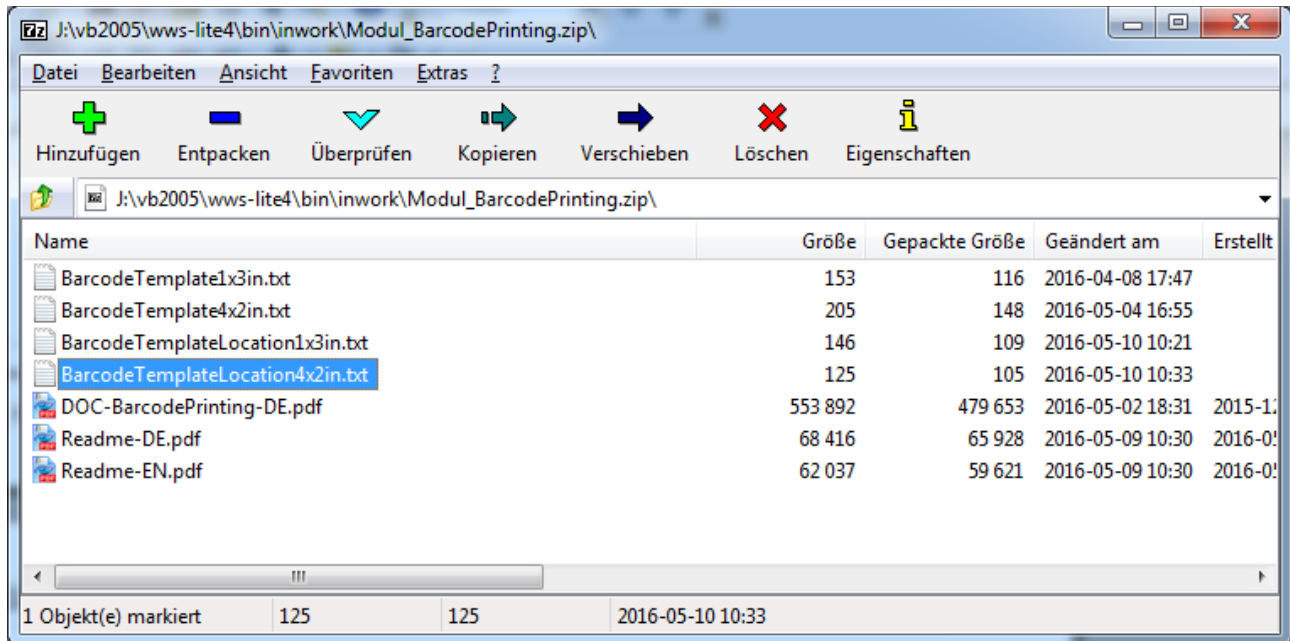 J:\vb2005\wws-lite4\bin\inwork\Modul_BarcodePrinting.zip\
Datei Bearbeiten Ansicht Favoriten Extras ?
Hinzufügen Entpacken Überprüfen Kopieren Verschieben Löschen Eigenschaften
J:\vb2005\wws-lite4\bin\inwork\Modul_BarcodePrinting.zip\
Name Größe Gepackte Größe Geändert am Erstellt
BarcodeTemplate1x3in.txt 153 116 2016-04-08 17:47
BarcodeTemplate4x2in.txt 205 148 2016-05-04 16:55
BarcodeTemplateLocation1x3in.txt 146 109 2016-05-10 10:21
BarcodeTemplateLocation4x2in.txt 125 105 2016-05-10 10:33
DOC-BarcodePrinting-DE.pdf 553 892 479 653 2016-05-02 18:31 2015-12
Readme-DE.pdf 68 416 65 928 2016-05-09 10:30 2016-0
Readme-EN.pdf 62 037 59 621 2016-05-09 10:30 2016-0
1 Objekt(e) markiert 125 125 2016-05-10 10:33